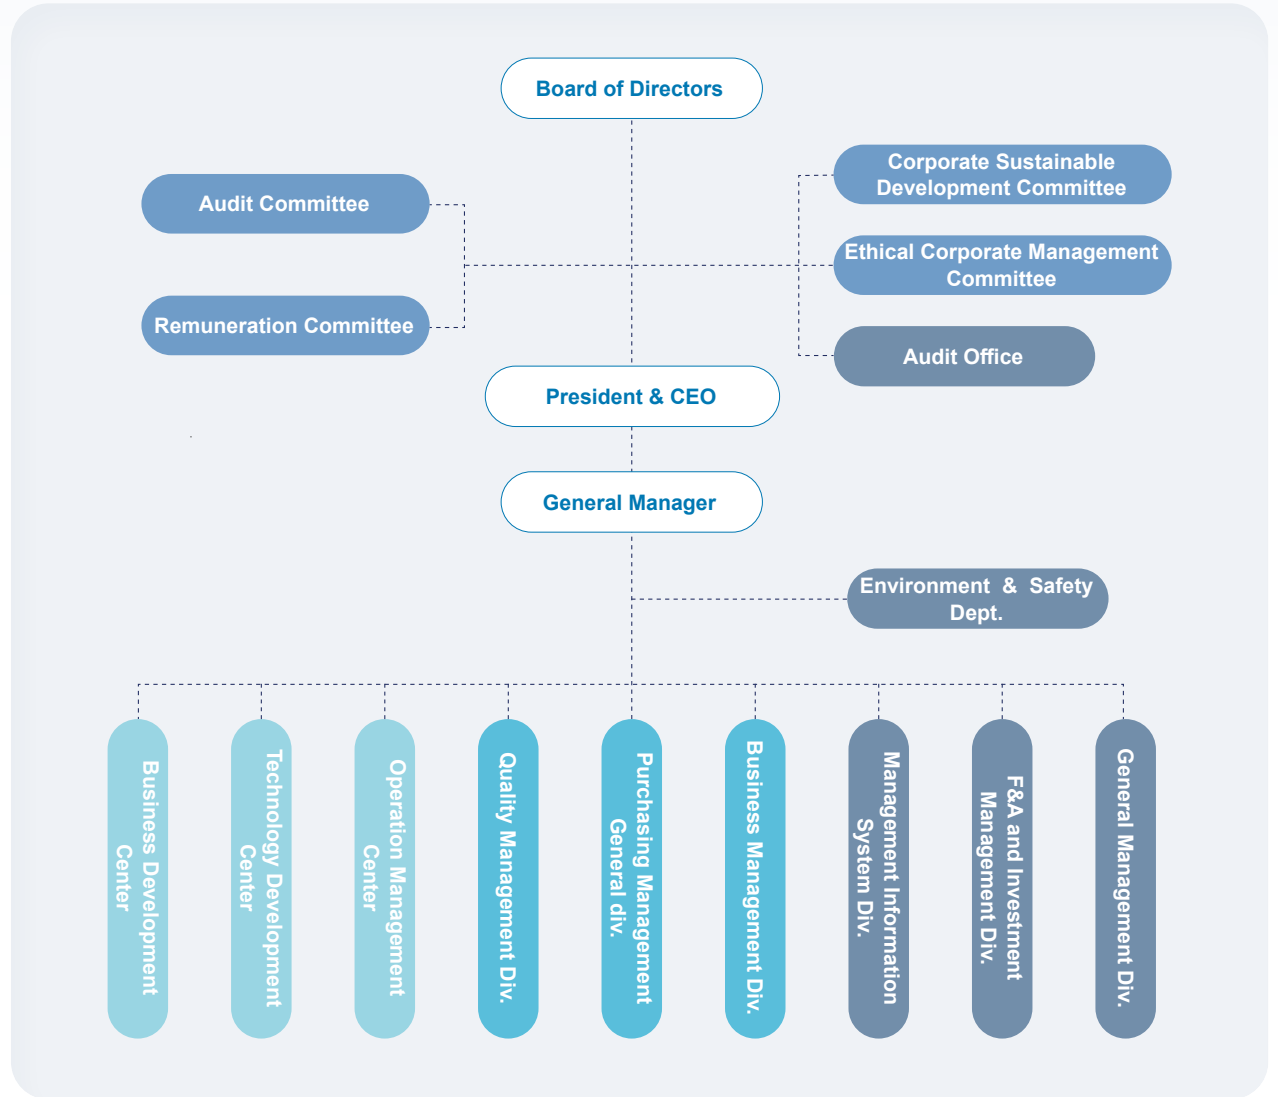 Board of Directors
Corporate Sustainable
Development Committee
Audit Committee
Ethical Corporate Management
Committee
Remuneration Committee
Audit Office
President & CEO
General Manager
Environment & Safety
Dept.
Business Development
Center
Technology Development
Center
Operation Management
Center
Quality Management Div.
Purchasing Management
General div.
Business Management Div.
Management Information
System Div.
F&A and Investment
Management Div.
General Management Div.